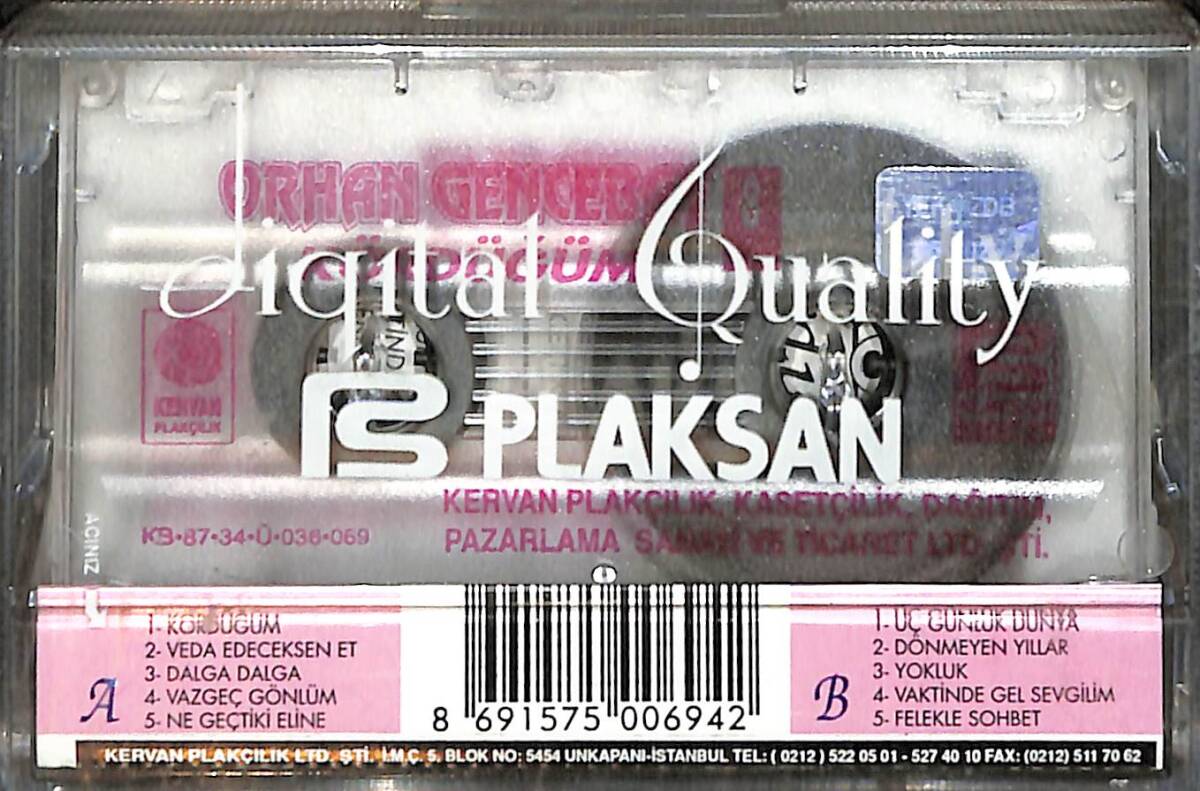 ORHAN GENCEBAY
KÖRDÜĞÜM
Digital Quality
KERVAN
PLAKÇILIK
PLAKSAN
KERVAN PLAKÇILIK, KASETÇİLİK, DAĞITIM,
PAZARLAMA SANAYİ VE TİCARET LTD. ŞTİ.
KB•87•34•Ü•036•069
AÇINIZ
A
1- KÖRDÜĞÜM
2- VEDA EDECEKSEN ET
3- DALGA DALGA
4- VAZGEÇ GÖNLÜM
5- NE GEÇTİKİ ELİNE
8 691575 006942
B
1- ÜÇ GÜNLÜK DÜNYA
2- DÖNMEYEN YILLAR
3- YOKLUK
4- VAKTİNDE GEL SEVGİLİM
5- FELEKLE SOHBET
KERVAN PLAKÇILIK LTD. ŞTİ. İ.M.Ç. 5. BLOK NO: 5454 UNKAPANI-İSTANBUL TEL: ( 0212 ) 522 05 01 - 527 40 10 FAX: (0212) 511 70 62